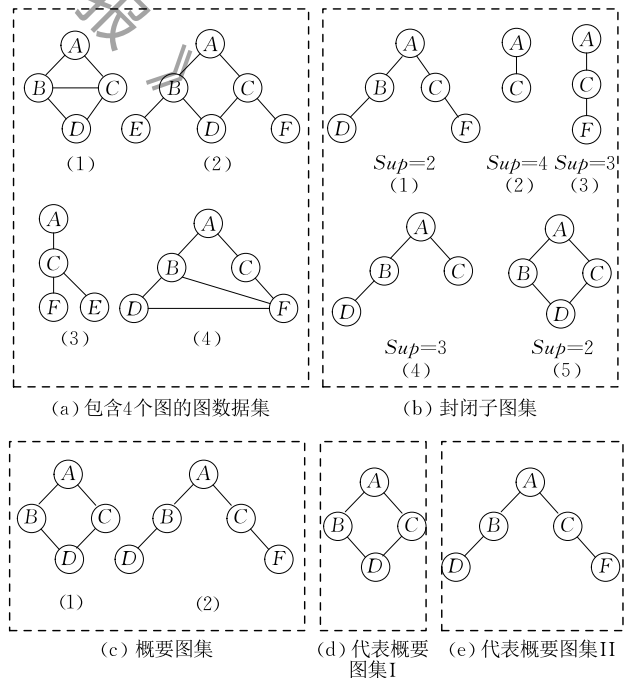 报》
A A
B C B C
D E D F
(1) (2)
A A
C B C
F E D F
(3) (4)
(a) 包含4个图的图数据集
A A A
B C C C
D F F
Sup=2 Sup=4 Sup=3
(1) (2) (3)
A A
B C B C
D D
Sup=3 Sup=2
(4) (5)
(b) 封闭子图集
A A
B C B C
D D F
(1) (2)
(c) 概要图集
A
B C
D
(d) 代表概要
图集I
A
B C
D F
(e) 代表概要图集II